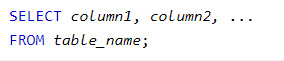 SELECT column1, column2, ...
FROM table_name;